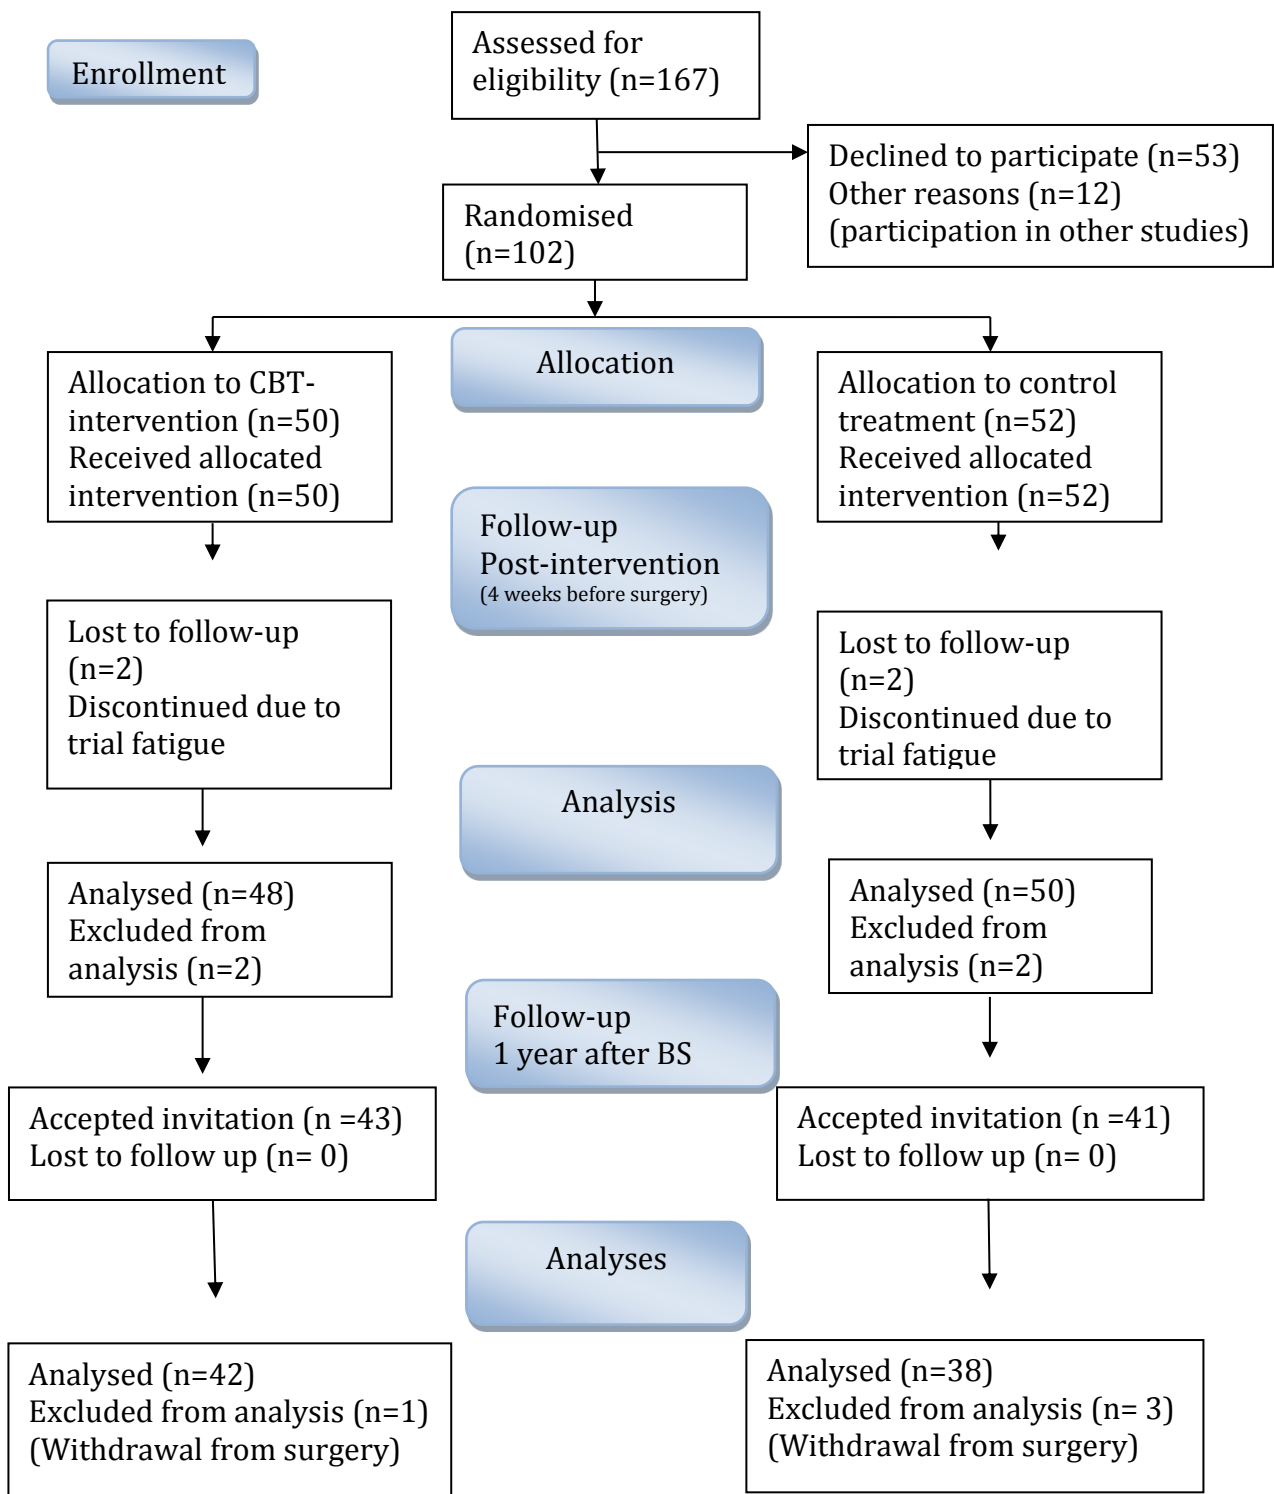 Enrollment
Assessed for
eligibility (n=167)
Declined to participate (n=53)
Other reasons (n=12)
(participation in other studies)
Randomised
(n=102)
Allocation
Allocation to CBT-
intervention (n=50)
Received allocated
intervention (n=50)
Allocation to control
treatment (n=52)
Received allocated
intervention (n=52)
Follow-up
Post-intervention
(4 weeks before surgery)
Lost to follow-up
(n=2)
Discontinued due to
trial fatigue
Lost to follow-up
(n=2)
Discontinued due to
trial fatigue
Analysis
Analysed (n=48)
Excluded from
analysis (n=2)
Analysed (n=50)
Excluded from
analysis (n=2)
Follow-up
1 year after BS
Accepted invitation (n =43)
Lost to follow up (n= 0)
Accepted invitation (n =41)
Lost to follow up (n= 0)
Analyses
Analysed (n=42)
Excluded from analysis (n=1)
(Withdrawal from surgery)
Analysed (n=38)
Excluded from analysis (n= 3)
(Withdrawal from surgery)